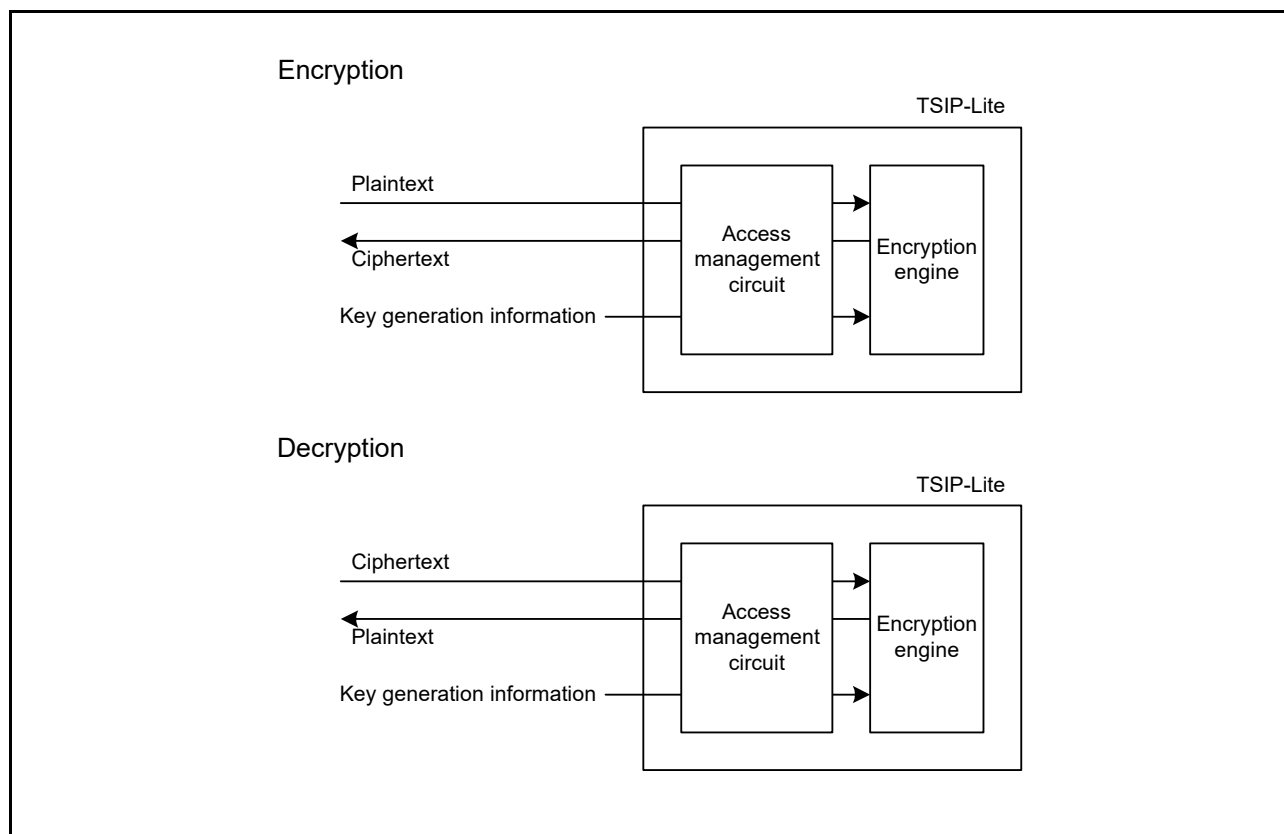 Encryption
TSIP-Lite
Plaintext
Ciphertext
Key generation information
Access
management
circuit
Encryption
engine
Decryption
TSIP-Lite
Ciphertext
Plaintext
Key generation information
Access
management
circuit
Encryption
engine